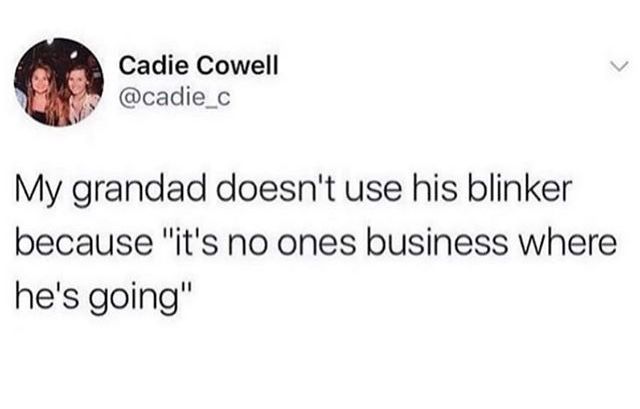 Cadie Cowell
@cadie_c
My grandad doesn't use his blinker
because "it's no ones business where
he's going"